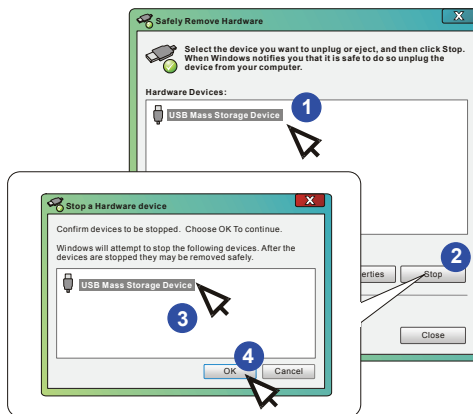 Safely Remove Hardware
X
Select the device you want to unplug or eject, and then click Stop.
When Windows notifies you that it is safe to do so unplug the
device from your computer.
Hardware Devices:
USB Mass Storage Device
1
2
erties
Stop
Close
Stop a Hardware device
X
Confirm devices to be stopped. Choose OK To continue.
Windows will attempt to stop the following devices. After the
devices are stopped they may be removed safely.
USB Mass Storage Device
3
4
OK
Cancel